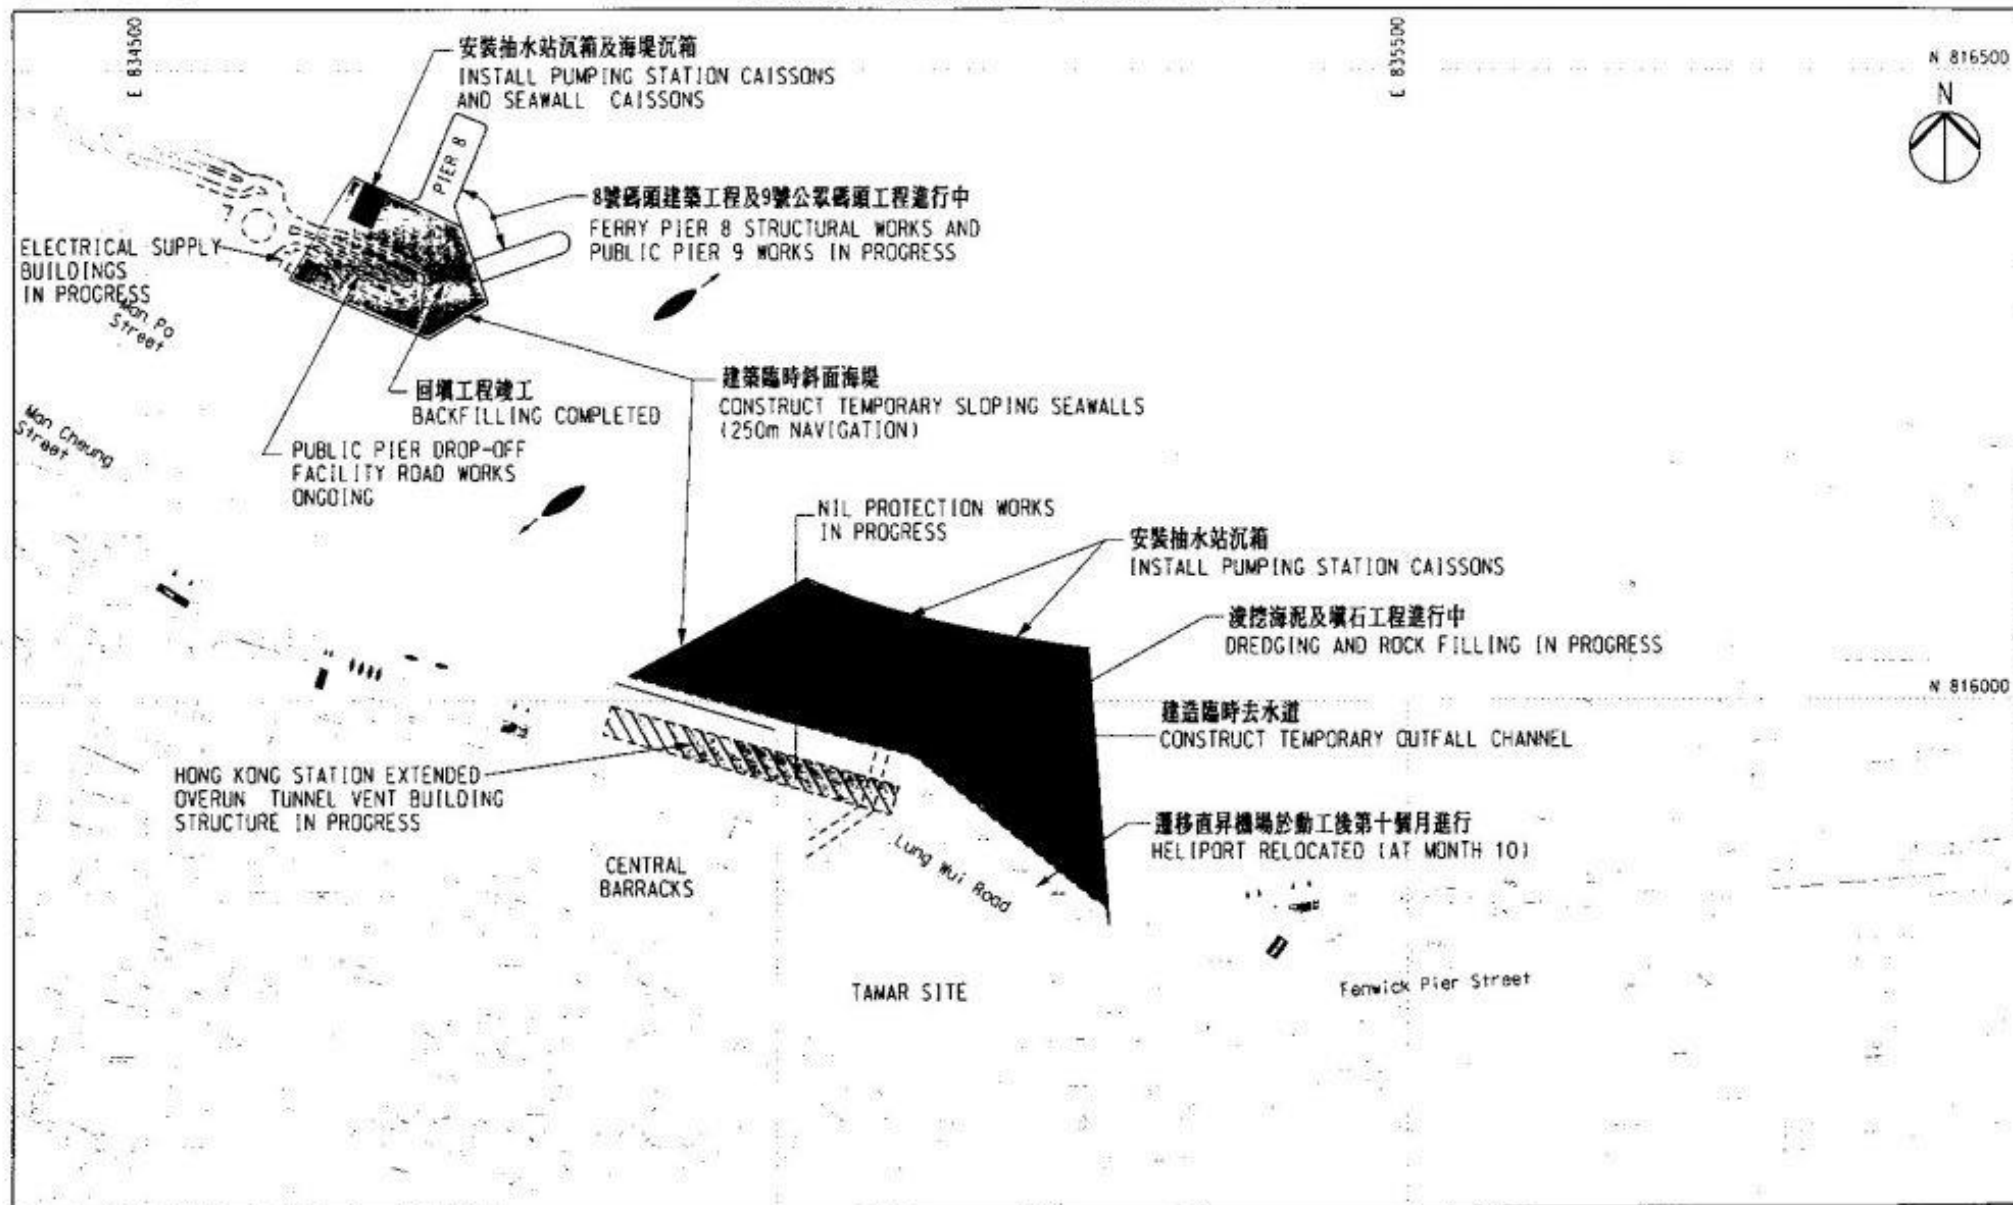 E 834500
E 835500
N 816500
N
安裝抽水站沉箱及海堤沉箱
INSTALL PUMPING STATION CAISSONS
AND SEAWALL CAISSONS
PIER 8
8號碼頭建築工程及9號公眾碼頭工程進行中
FERRY PIER 8 STRUCTURAL WORKS AND
PUBLIC PIER 9 WORKS IN PROGRESS
ELECTRICAL SUPPLY
BUILDINGS
IN PROGRESS
Man Po
Street
回填工程竣工
BACKFILLING COMPLETED
建築臨時斜面海堤
CONSTRUCT TEMPORARY SLOPING SEAWALLS
(250m NAVIGATION)
Man Cheung
Street
PUBLIC PIER DROP-OFF
FACILITY ROAD WORKS
ONGOING
NIL PROTECTION WORKS
IN PROGRESS
安裝抽水站沉箱
INSTALL PUMPING STATION CAISSONS
浚挖海泥及填石工程進行中
DREDGING AND ROCK FILLING IN PROGRESS
N 816000
建造臨時去水道
CONSTRUCT TEMPORARY OUTFALL CHANNEL
HONG KONG STATION EXTENDED
OVERUN TUNNEL VENT BUILDING
STRUCTURE IN PROGRESS
遷移直昇機場於動工後第十個月進行
HELIPORT RELOCATED (AT MONTH 10)
CENTRAL
BARRACKS
Lung Wui Road
TAMAR SITE
Fenwick Pier Street